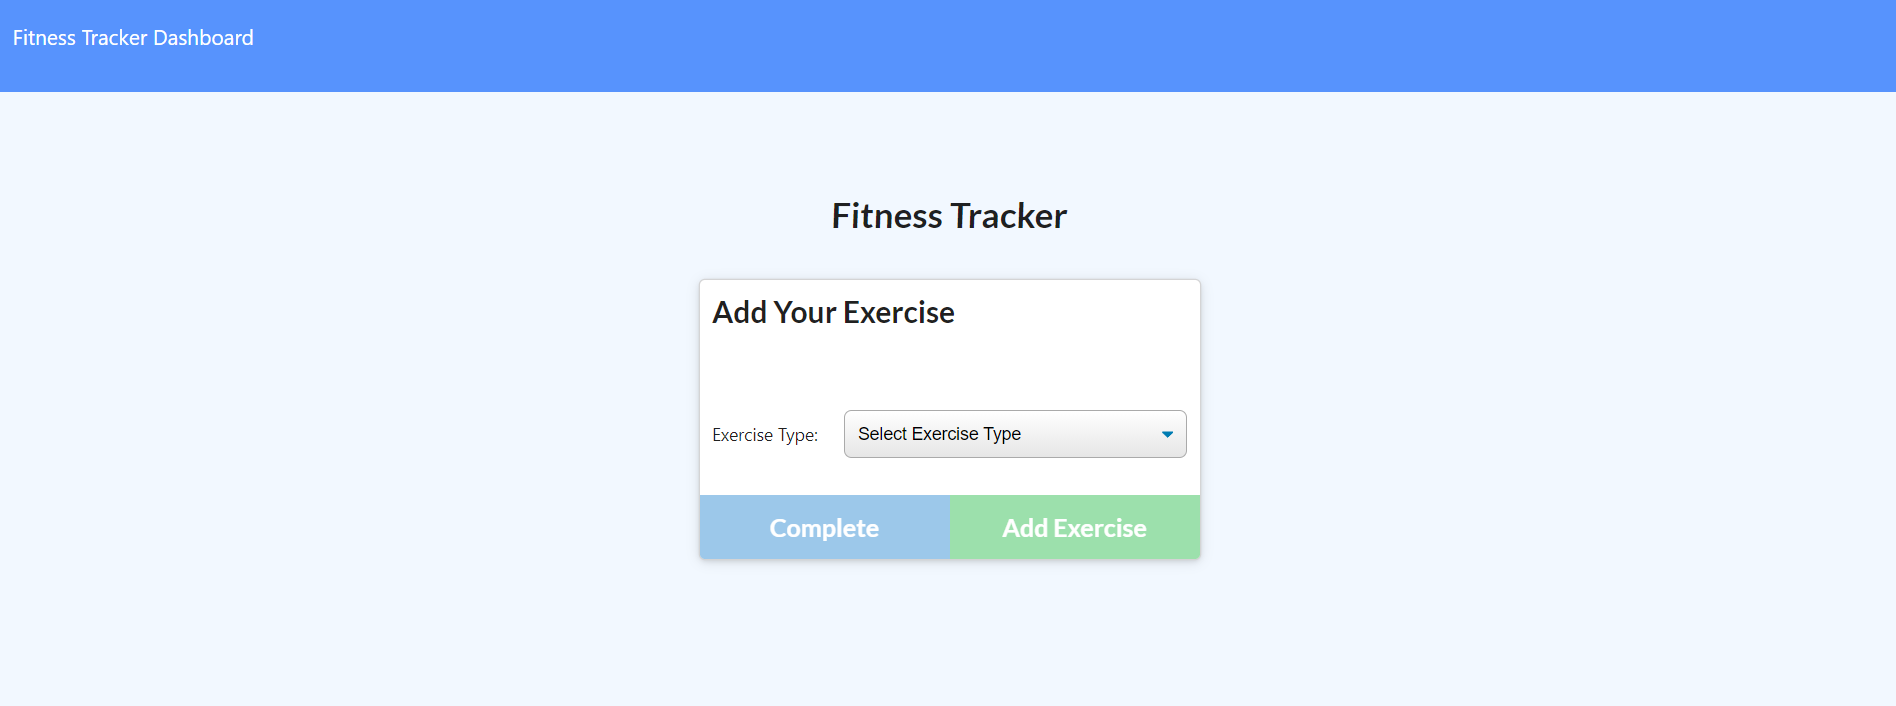 Fitness Tracker Dashboard
Fitness Tracker
Add Your Exercise
Exercise Type: Select Exercise Type
Complete Add Exercise